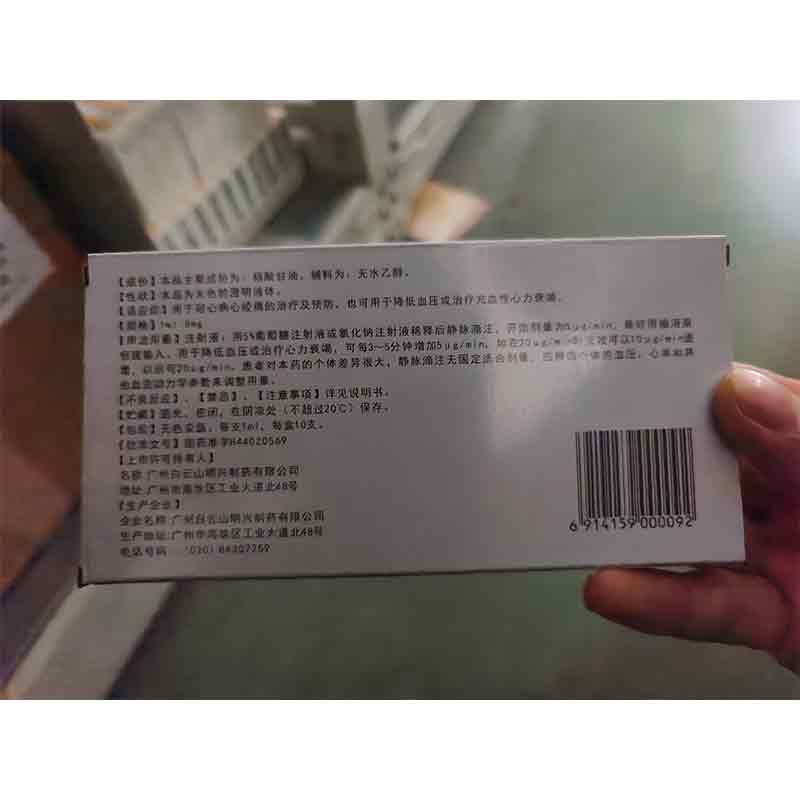 【成份】本品主要成份为：硝酸甘油，辅料为：无水乙醇。
【性状】本品为无色的澄明液体。
【适应症】用于冠心病心绞痛的治疗及预防，也可用于降低血压或治疗充血性心力衰竭。
【规格】1ml:5mg
【用法用量】注射液：用5%葡萄糖注射液或氯化钠注射液稀释后静脉滴注，开始剂量为5μg/min，最好用输液泵
恒速输入。用于降低血压或治疗心力衰竭，可每3~5分钟增加5μg/min，如在20μg/min时无效可以10μg/min递
增，以后可20μg/min。患者对本药的个体差异很大，静脉滴注无固定适合剂量，应根据个体的血压、心率和其
他血流动力学参数来调整用量。
【不良反应】、【禁忌】、【注意事项】详见说明书。
【贮藏】遮光，密闭，在阴凉处（不超过20℃）保存。
【包装】无色安瓿，每支1ml，每盒10支。
【批准文号】国药准字H44020569
【上市许可持有人】
名称:广州白云山明兴制药有限公司
地址:广州市海珠区工业大道北48号
【生产企业】
企业名称:广州白云山明兴制药有限公司
生产地址:广州市海珠区工业大道北48号
电话号码:(020)84307259
6 914159 000092